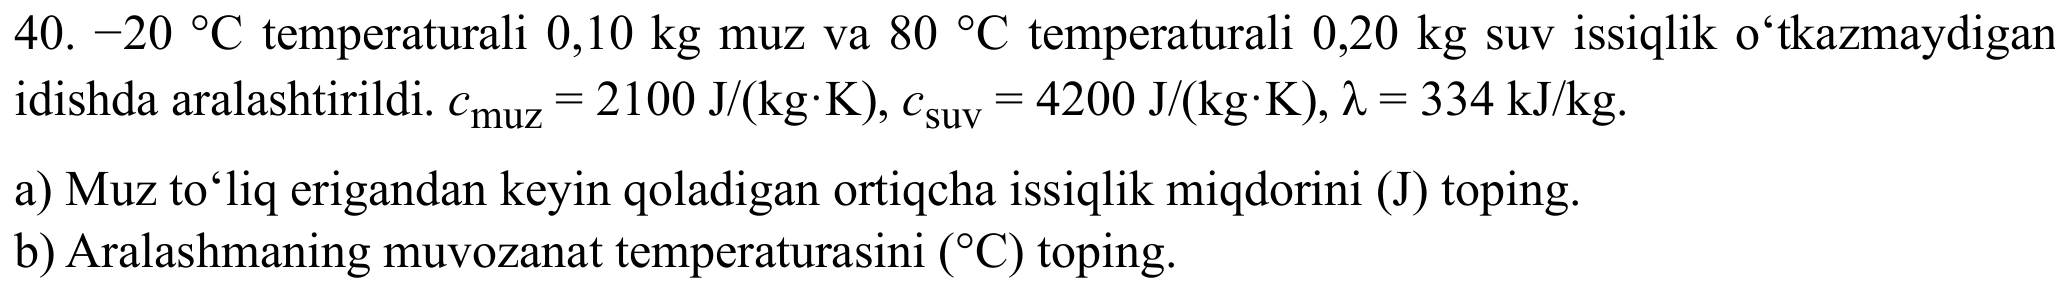 40. −20 °C temperaturali 0,10 kg muz va 80 °C temperaturali 0,20 kg suv issiqlik o‘tkazmaydigan
idishda aralashtirildi. c_muz = 2100 J/(kg·K), c_suv = 4200 J/(kg·K), λ = 334 kJ/kg.
a) Muz to‘liq erigandan keyin qoladigan ortiqcha issiqlik miqdorini (J) toping.
b) Aralashmaning muvozanat temperaturasini (°C) toping.